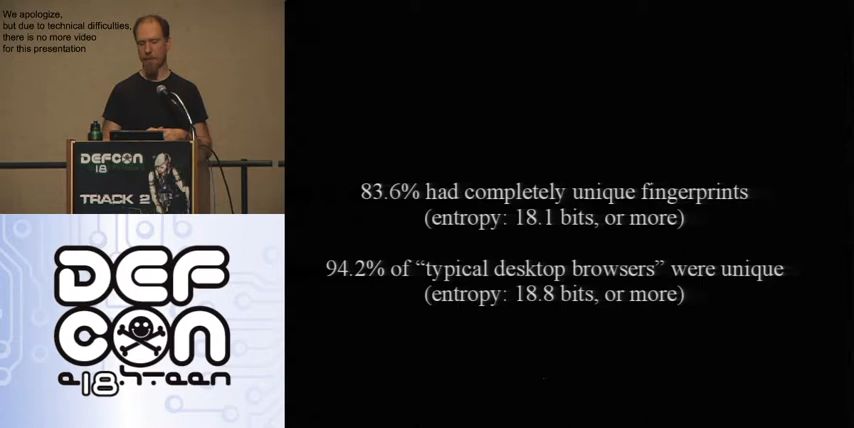 We apologize,
but due to technical difficulties,
there is no more video
for this presentation
DEFCON
18
TRACK 2
83.6% had completely unique fingerprints
(entropy: 18.1 bits, or more)
94.2% of “typical desktop browsers” were unique
(entropy: 18.8 bits, or more)
DEF
CON
e18h-teen